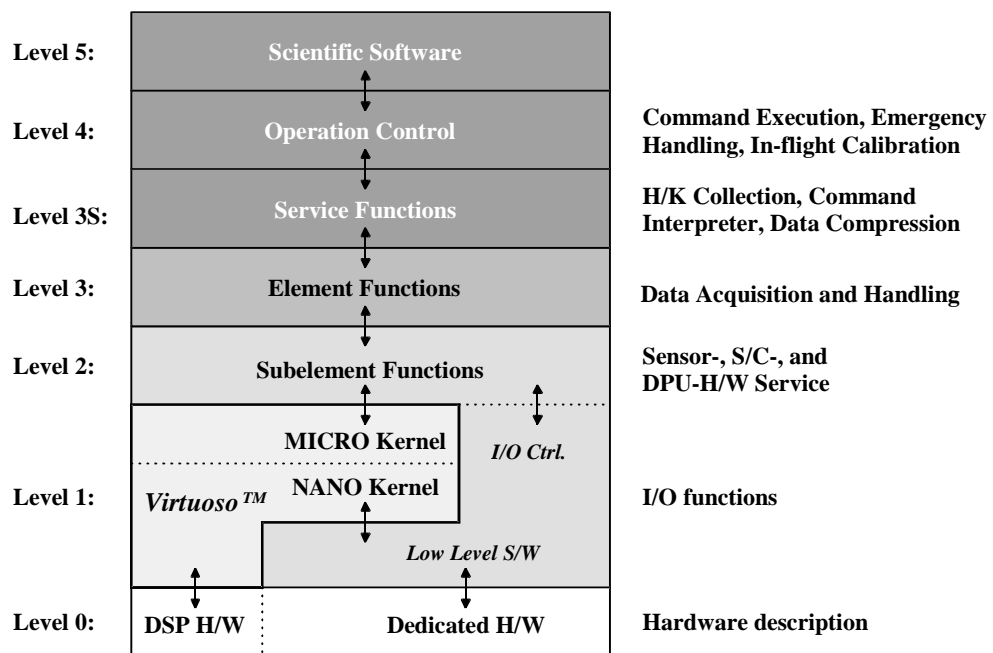 Level 5:
Scientific Software
Level 4:
Operation Control
Command Execution, Emergency
Handling, In-flight Calibration
Level 3S:
Service Functions
H/K Collection, Command
Interpreter, Data Compression
Level 3:
Element Functions
Data Acquisition and Handling
Level 2:
Subelement Functions
Sensor-, S/C-, and
DPU-H/W Service
MICRO Kernel
I/O Ctrl.
Level 1:
Virtuoso™
NANO Kernel
I/O functions
Low Level S/W
Level 0:
DSP H/W
Dedicated H/W
Hardware description